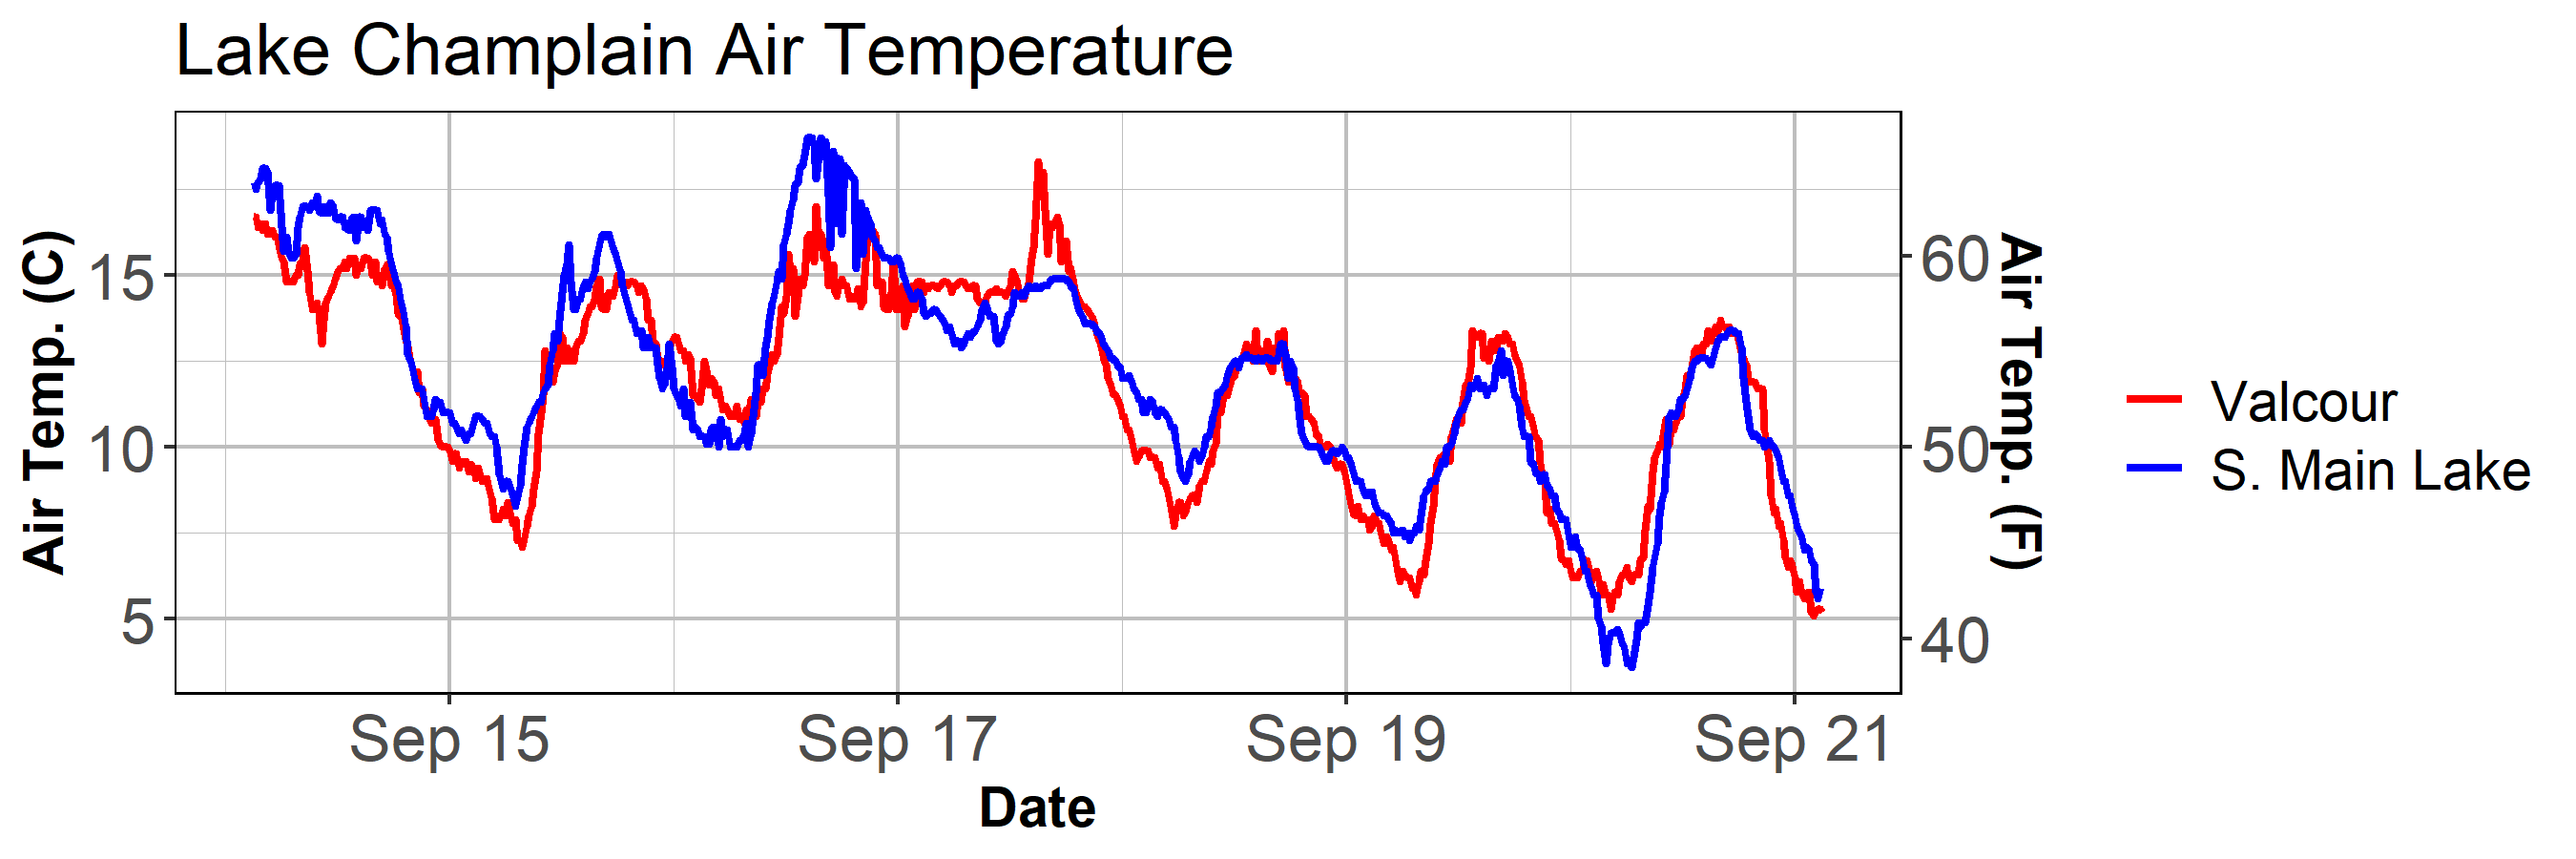 Lake Champlain Air Temperature
Air Temp. (C)
15
10
5
60
50
40
Air Temp. (F)
Sep 15
Sep 17
Sep 19
Sep 21
Date
Valcour
S. Main Lake